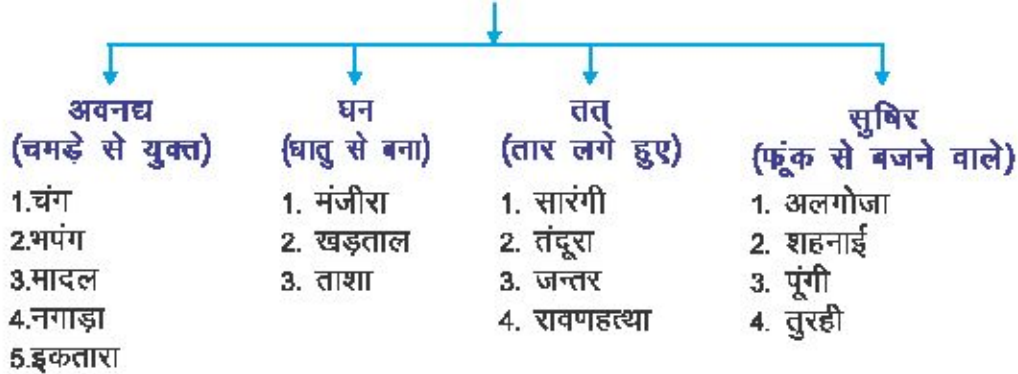 अवनद्य
(चमड़े से युक्त)
1.चंग
2.भपंग
3.मादल
4.नगाड़ा
5.इकतारा
घन
(घातु से बना)
1. मंजीरा
2. खड़ताल
3. ताशा
तत्
(तार लगे हुए)
1. सारंगी
2. तंदूरा
3. जन्तर
4. रावणहत्था
सुषिर
(फूंक से बजने वाले)
1. अलगोजा
2. शहनाई
3. पूंगी
4. तुरही